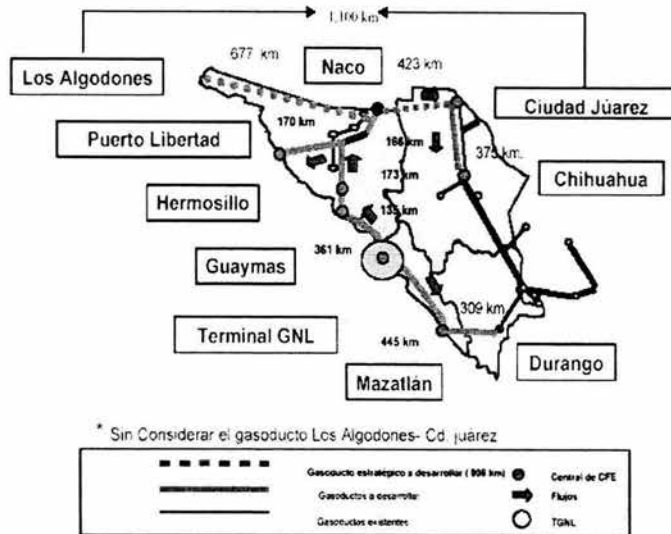 1,100 km
677 km
Naco
423 km
Los Algodones
Ciudad Júarez
170 km
Puerto Libertad
166 km
375 km.
173 km
Chihuahua
Hermosillo
135 km
361 km
Guaymas
309 km
Terminal GNL
445 km
Durango
Mazatlán
* Sin Considerar el gasoducto Los Algodones- Cd. juárez
Gasoducto estratégico a desarrollar ( km)
Central de CFE
Gasoductos a desarrollar
Flujos
Gasoductos existentes
TGNL